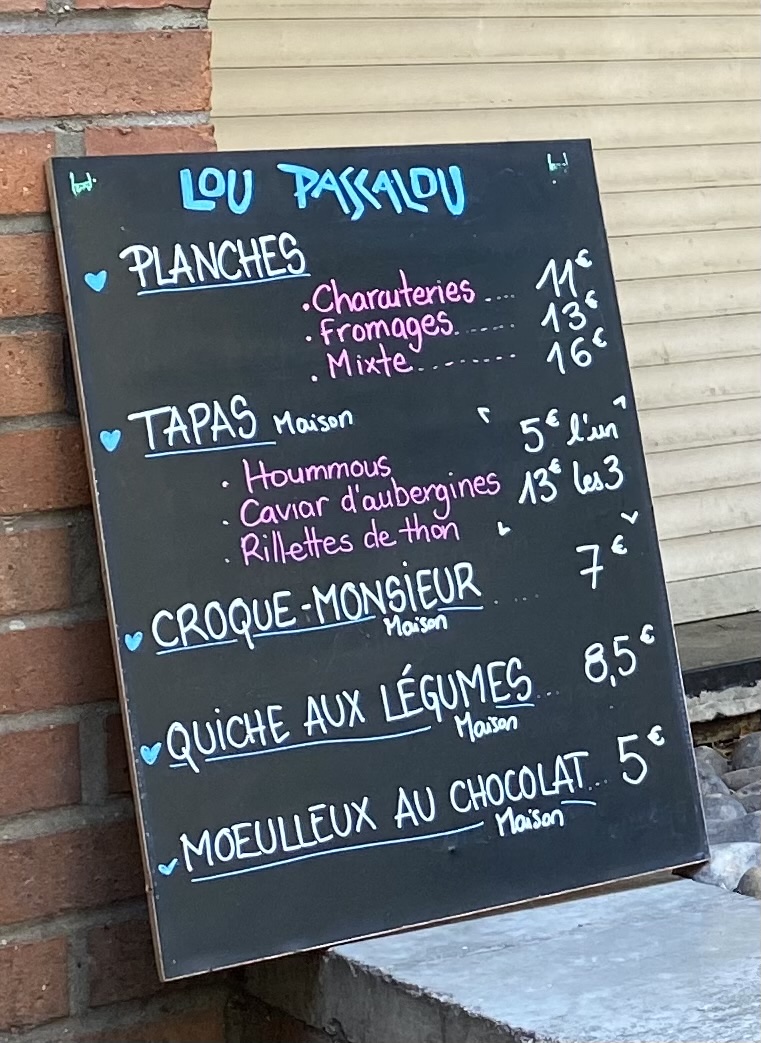 LOU PASCALOU
PLANCHES
. Charcuteries .... 11€
. Fromages ...... 13€
. Mixte ......... 16€
TAPAS Maison
5€ l'un
. Hoummous
13€ les 3
. Caviar d'aubergines
. Rillettes de thon
CROQUE-MONSIEUR .... 7€
Maison
QUICHE AUX LÉGUMES ... 8,5€
Maison
MOEULLEUX AU CHOCOLAT... 5€
Maison